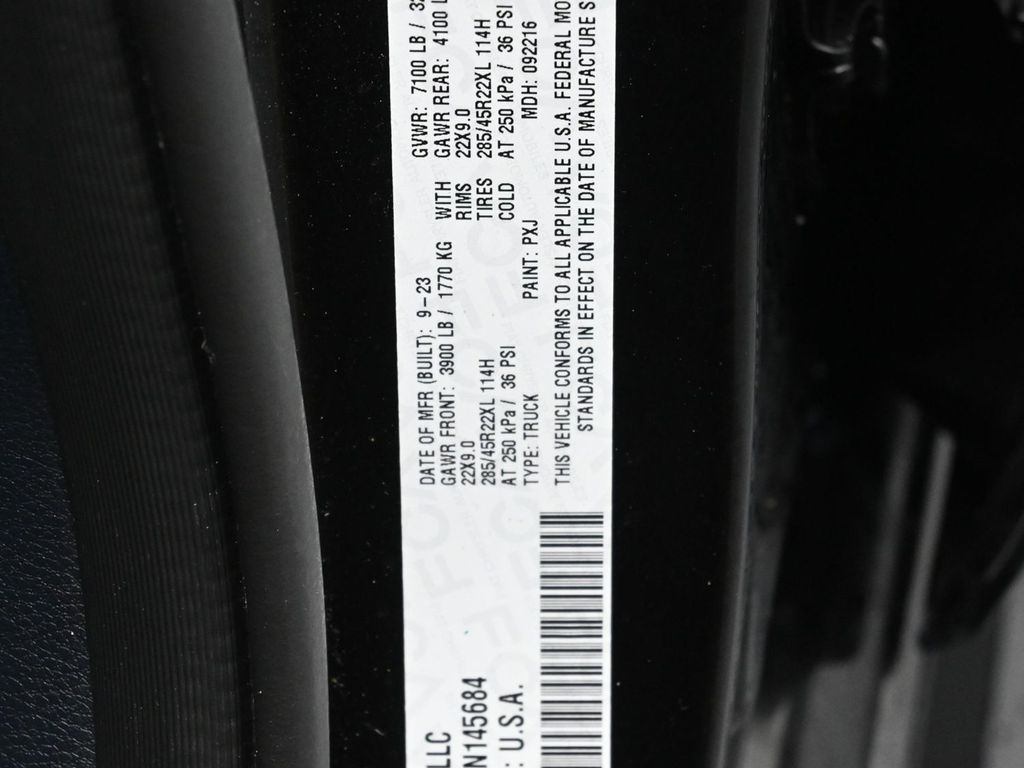 LLC
DATE OF MFR (BUILT): 9-23 GVWR: 7100 LB /
GAWR FRONT: 3900 LB / 1770 KG WITH GAWR REAR: 4100
22X9.0 RIMS 22X9.0
285/45R22XL 114H TIRES 285/45R22XL 114H
AT 250 kPa / 36 PSI COLD AT 250 kPa / 36 PSI
N145684 TYPE: TRUCK PAINT: PXJ MDH: 092216
: U.S.A.
THIS VEHICLE CONFORMS TO ALL APPLICABLE U.S.A. FEDERAL MO
STANDARDS IN EFFECT ON THE DATE OF MANUFACTURE S